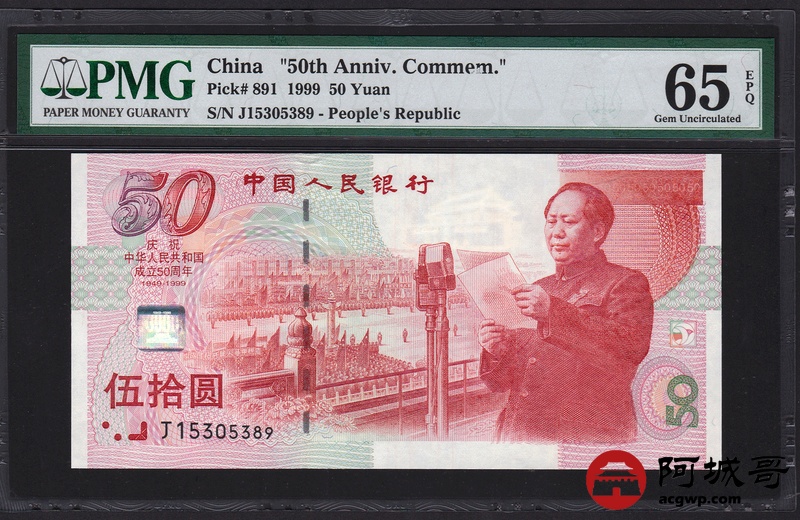 PMG
PAPER MONEY GUARANTY
China "50th Anniv. Commem."
Pick# 891 1999 50 Yuan
S/N J15305389 - People's Republic
65
EPQ
Gem Uncirculated
50
中国人民银行
庆祝
中华人民共和国
成立50周年
1949-1999
伍拾圆
J15305389
50
阿城哥
acgwp.com